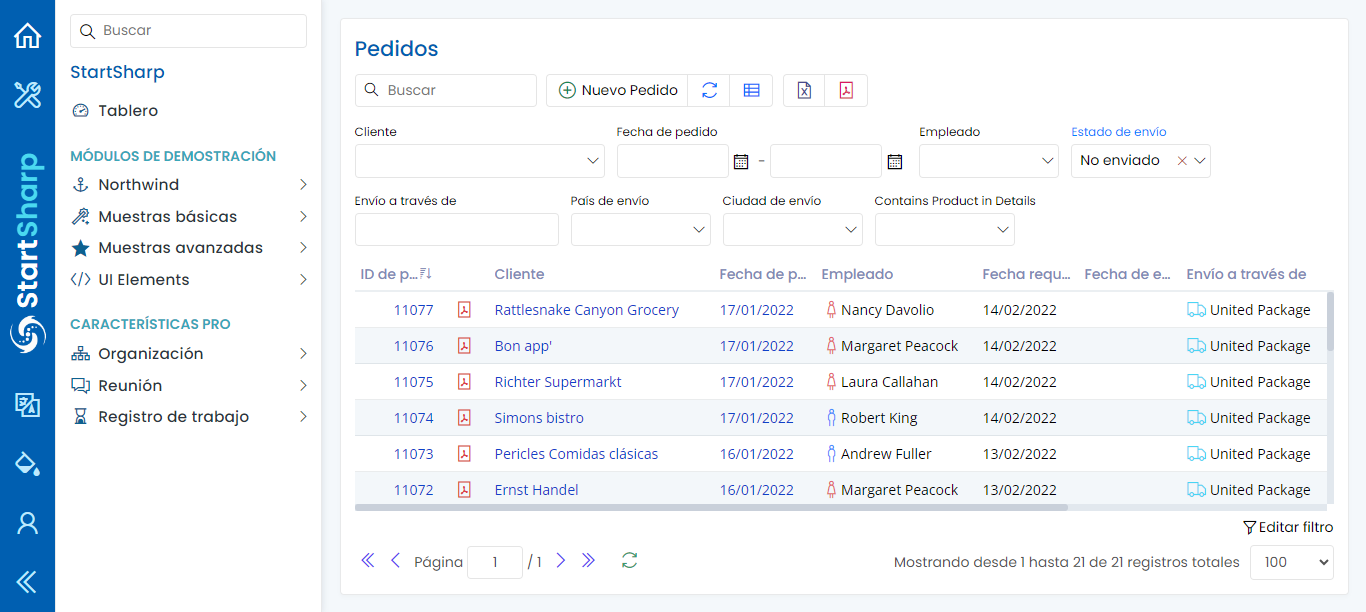 StartSharp
Buscar
StartSharp
Tablero
MÓDULOS DE DEMOSTRACIÓN
Northwind
Muestras básicas
Muestras avanzadas
UI Elements
CARACTERÍSTICAS PRO
Organización
Reunión
Registro de trabajo
Pedidos
Buscar Nuevo Pedido
Cliente Fecha de pedido Empleado Estado de envío
- No enviado
Envío a través de País de envío Ciudad de envío Contains Product in Details
ID de p... Cliente Fecha de p... Empleado Fecha requ... Fecha de e... Envío a través de
11077 Rattlesnake Canyon Grocery 17/01/2022 Nancy Davolio 14/02/2022 United Package
11076 Bon app' 17/01/2022 Margaret Peacock 14/02/2022 United Package
11075 Richter Supermarkt 17/01/2022 Laura Callahan 14/02/2022 United Package
11074 Simons bistro 17/01/2022 Robert King 14/02/2022 United Package
11073 Pericles Comidas clásicas 16/01/2022 Andrew Fuller 13/02/2022 United Package
11072 Ernst Handel 16/01/2022 Margaret Peacock 13/02/2022 United Package
Editar filtro
Página 1 / 1 Mostrando desde 1 hasta 21 de 21 registros totales 100